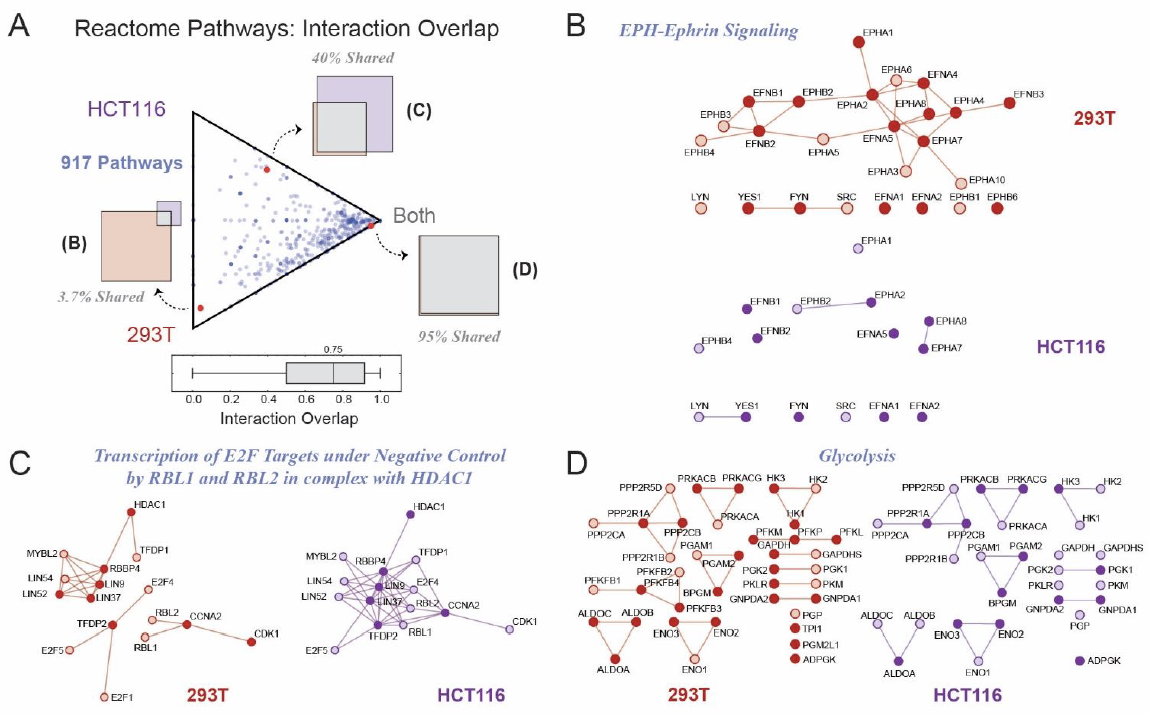 A
Reactome Pathways: Interaction Overlap
40% Shared
HCT116
(C)
917 Pathways
Both
(B)
(D)
3.7% Shared
293T
95% Shared
0.75
0.0 0.2 0.4 0.6 0.8 1.0
Interaction Overlap
B
EPH-Ephrin Signaling
EPHA1
EPHA6
EFNA4
EFNB1
EPHB2
EPHA2
EPHA8
EPHA4
EFNB3
293T
EPHB3
EFNB2
EPHA5
EFNA5
EPHA7
EPHB4
EPHA3
EPHA10
LYN YES1 FYN SRC EFNA1 EFNA2 EPHB1 EPHB6
EPHA1
EFNB1 EPHB2 EPHA2
EPHA8
EFNB2
EFNA5
EPHB4
EPHA7
HCT116
LYN YES1 FYN SRC EFNA1 EFNA2
C
Transcription of E2F Targets under Negative Control
by RBL1 and RBL2 in complex with HDAC1
HDAC1
MYBL2
TFDP1
RBBP4
LIN54
LIN9
E2F4
LIN52
LIN37
RBL2
CCNA2
TFDP2
RBL1
CDK1
E2F5
E2F1
293T
HDAC1
MYBL2
TFDP1
RBBP4
LIN54
LIN9
E2F4
LIN52
LIN37
RBL2
CCNA2
TFDP2
RBL1
CDK1
E2F5
HCT116
D
Glycolysis
PPP2R5D
PRKACB PRKACG
HK3
HK2
PPP2R1A
PPP2CA
PPP2CB
PRKACA
HK1
PFKM PFKP PFKL
PPP2R1B
PGAM1
GAPDH
GAPDHS
PGAM2
PFKFB2
PGK2
PGK1
PFKFB1
PFKFB4
PKLR
PKM
BPGM
GNPDA2
GNPDA1
PFKFB3
ALDOC ALDOB
PGP
ENO3
ENO2
TPI1
PGM2L1
ALDOA
ENO1
ADPGK
293T
PPP2R5D
PRKACB PRKACG
HK3
HK2
PPP2R1A
PPP2CA
PPP2CB
PRKACA
HK1
PPP2R1B
PGAM1
PGAM2
GAPDH
GAPDHS
PGK2
PGK1
PKLR
PKM
BPGM
GNPDA2
GNPDA1
ALDOC ALDOB
PGP
ENO3
ENO2
ALDOA
ENO1
ADPGK
HCT116